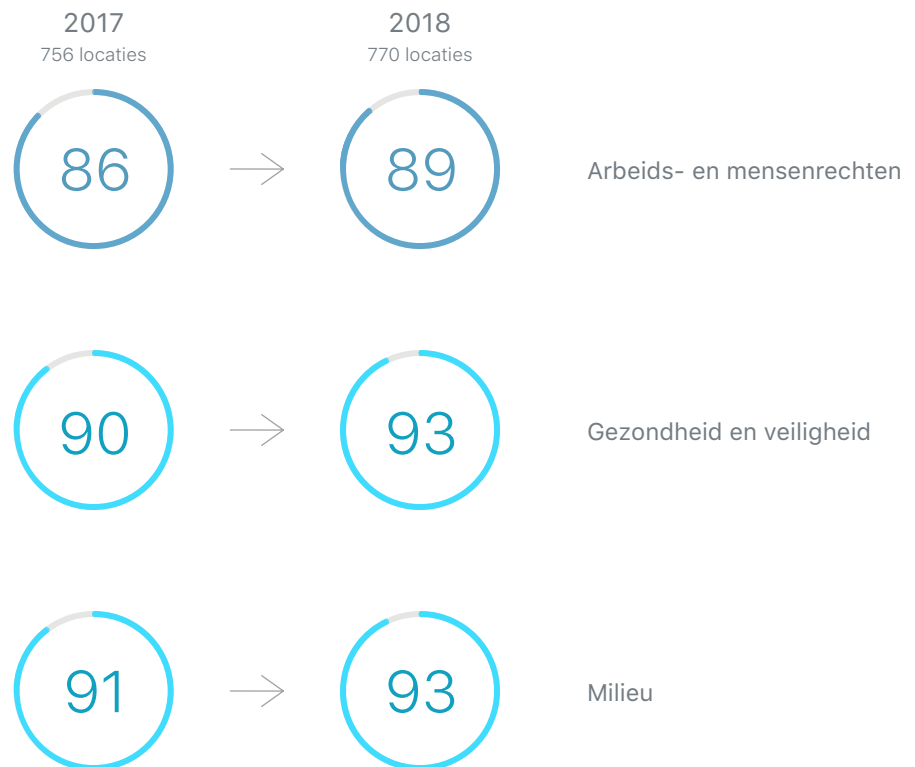 2017
756 locaties
2018
770 locaties
86
89
Arbeids- en mensenrechten
90
93
Gezondheid en veiligheid
91
93
Milieu